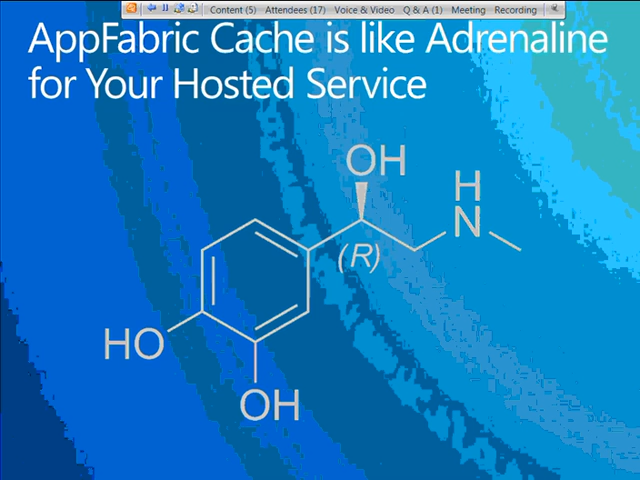 Content (5) Attendees (17) Voice & Video Q & A (1) Meeting Recording
AppFabric Cache is like Adrenaline
for Your Hosted Service
OH
H
N
(R)
HO
OH